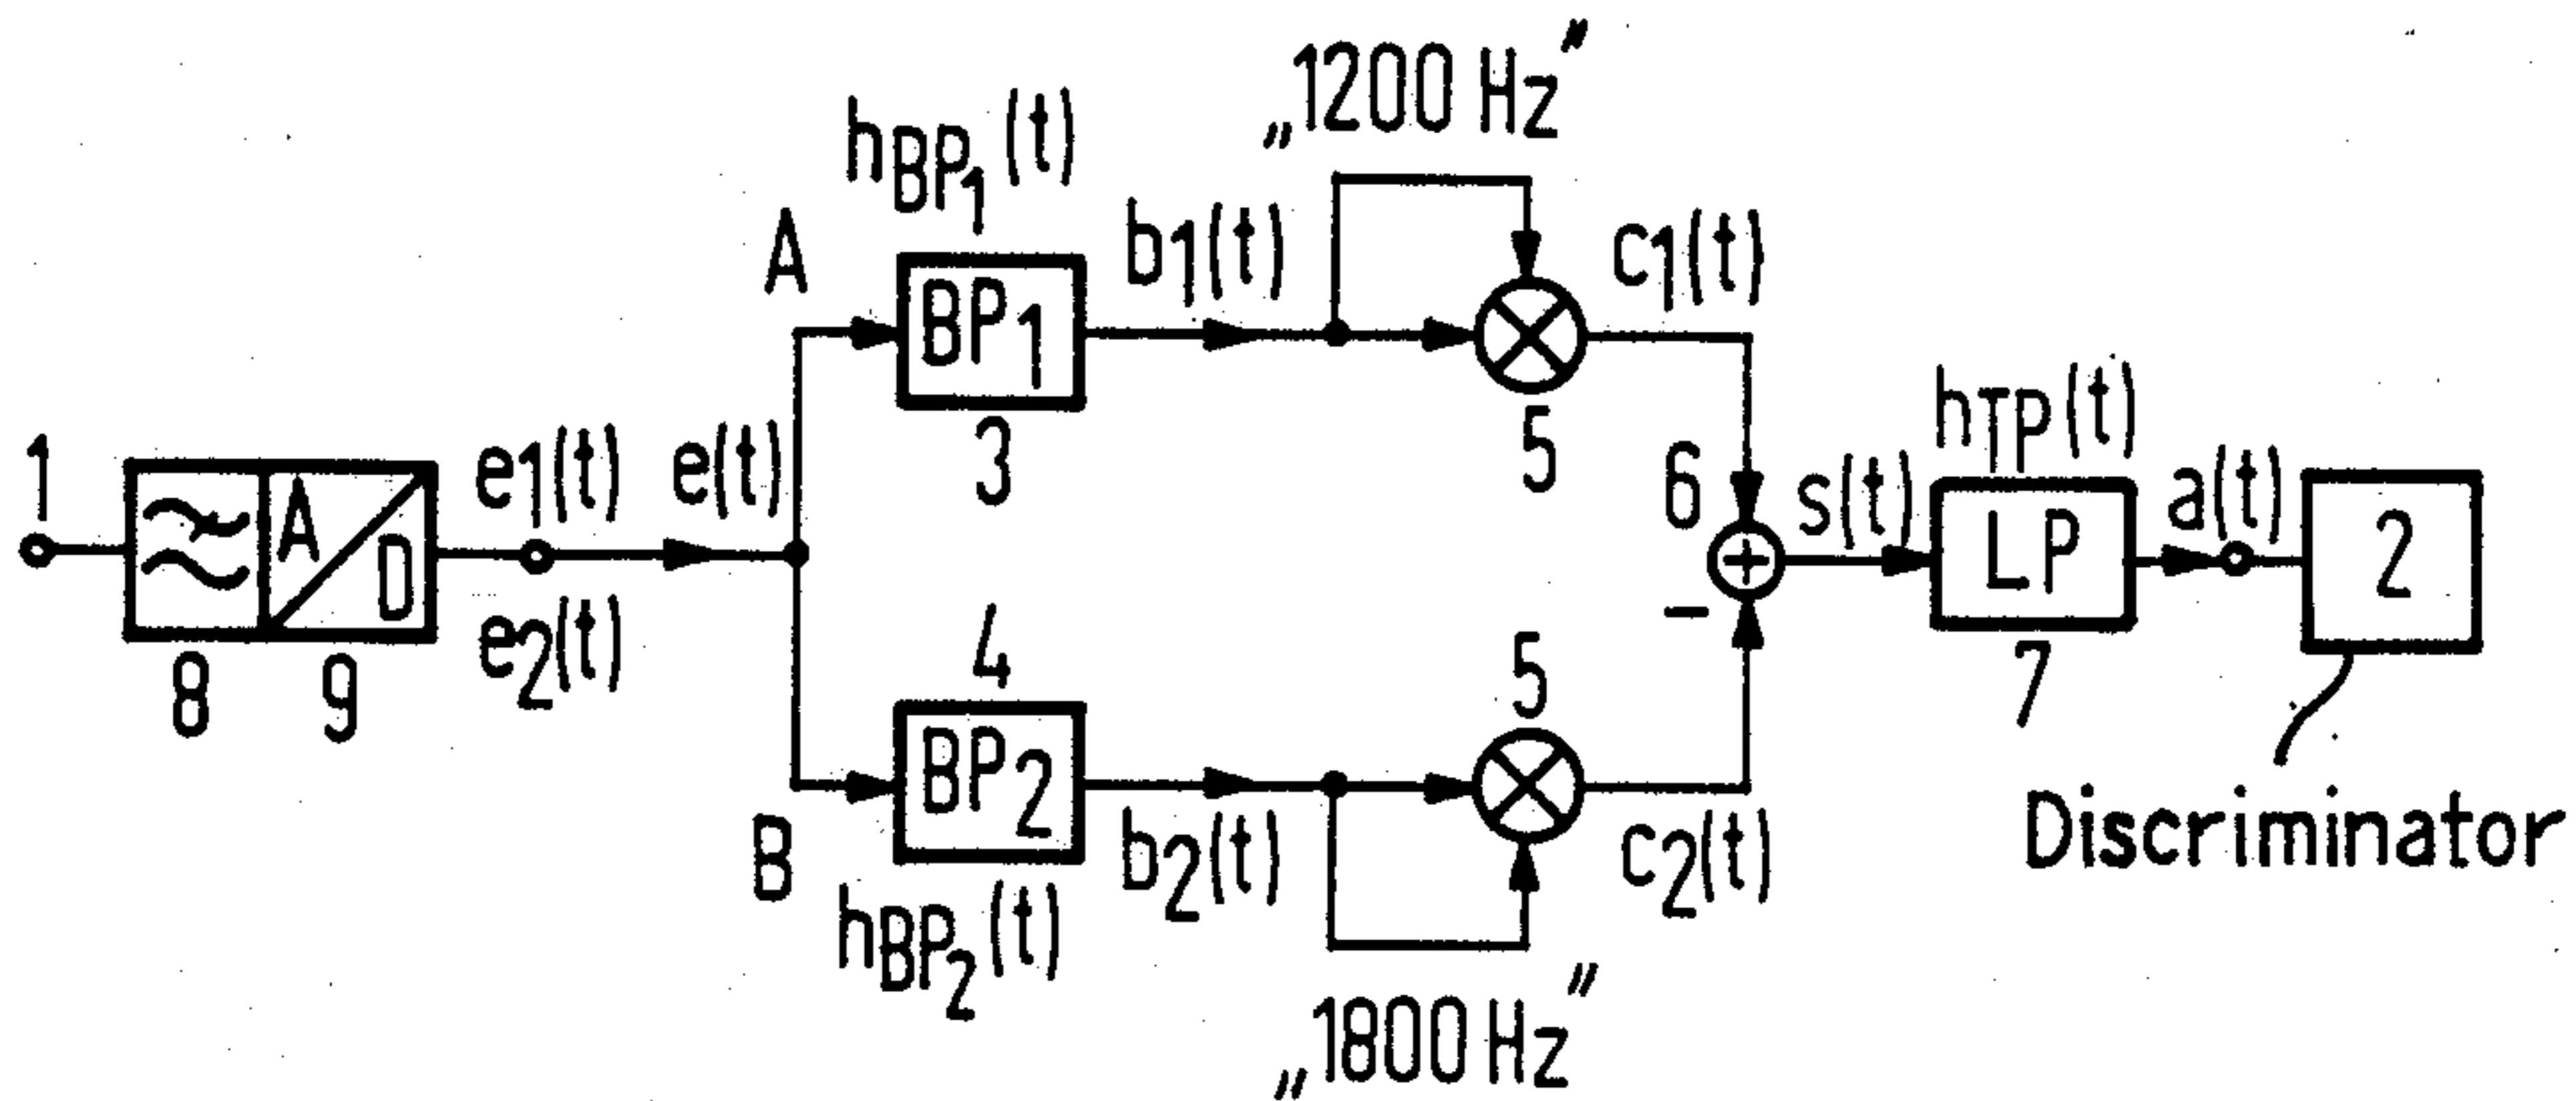 „1200 Hz"
hBP1(t)
A
b1(t)
c1(t)
BP1
3
5
1
A
D
8
9
e1(t)
e2(t)
e(t)
6
s(t)
-
+
hTP(t)
LP
7
a(t)
2
Discriminator
4
5
BP2
B
hBP2(t)
b2(t)
c2(t)
„1800 Hz"